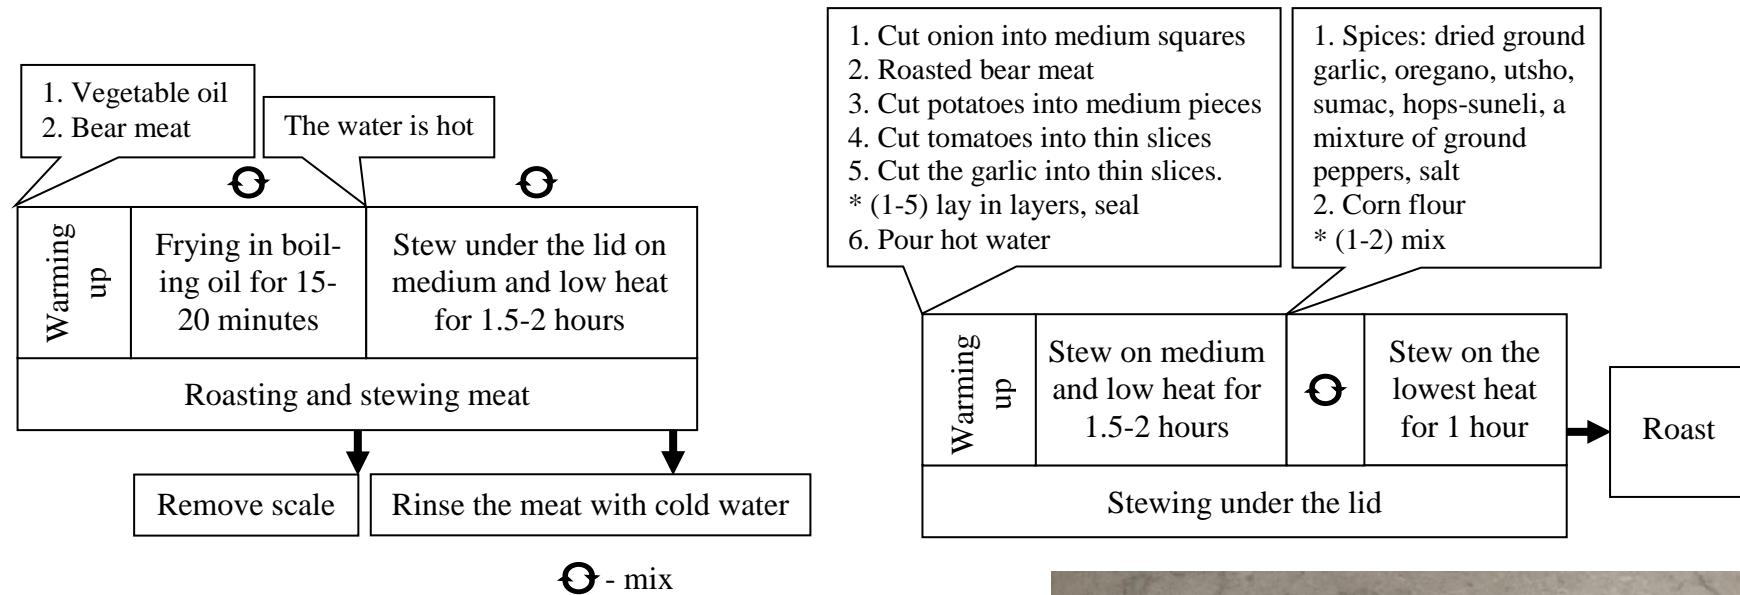 1. Vegetable oil
2. Bear meat
The water is hot
Warming
up
Frying in boil-
ing oil for 15-
20 minutes
Stew under the lid on
medium and low heat
for 1.5-2 hours
Roasting and stewing meat
Remove scale
Rinse the meat with cold water
- mix
1. Cut onion into medium squares
2. Roasted bear meat
3. Cut potatoes into medium pieces
4. Cut tomatoes into thin slices
5. Cut the garlic into thin slices.
* (1-5) lay in layers, seal
6. Pour hot water
1. Spices: dried ground
garlic, oregano, utsho,
sumac, hops-suneli, a
mixture of ground
peppers, salt
2. Corn flour
* (1-2) mix
Warming
up
Stew on medium
and low heat for
1.5-2 hours
Stew on the
lowest heat
for 1 hour
Stewing under the lid
Roast